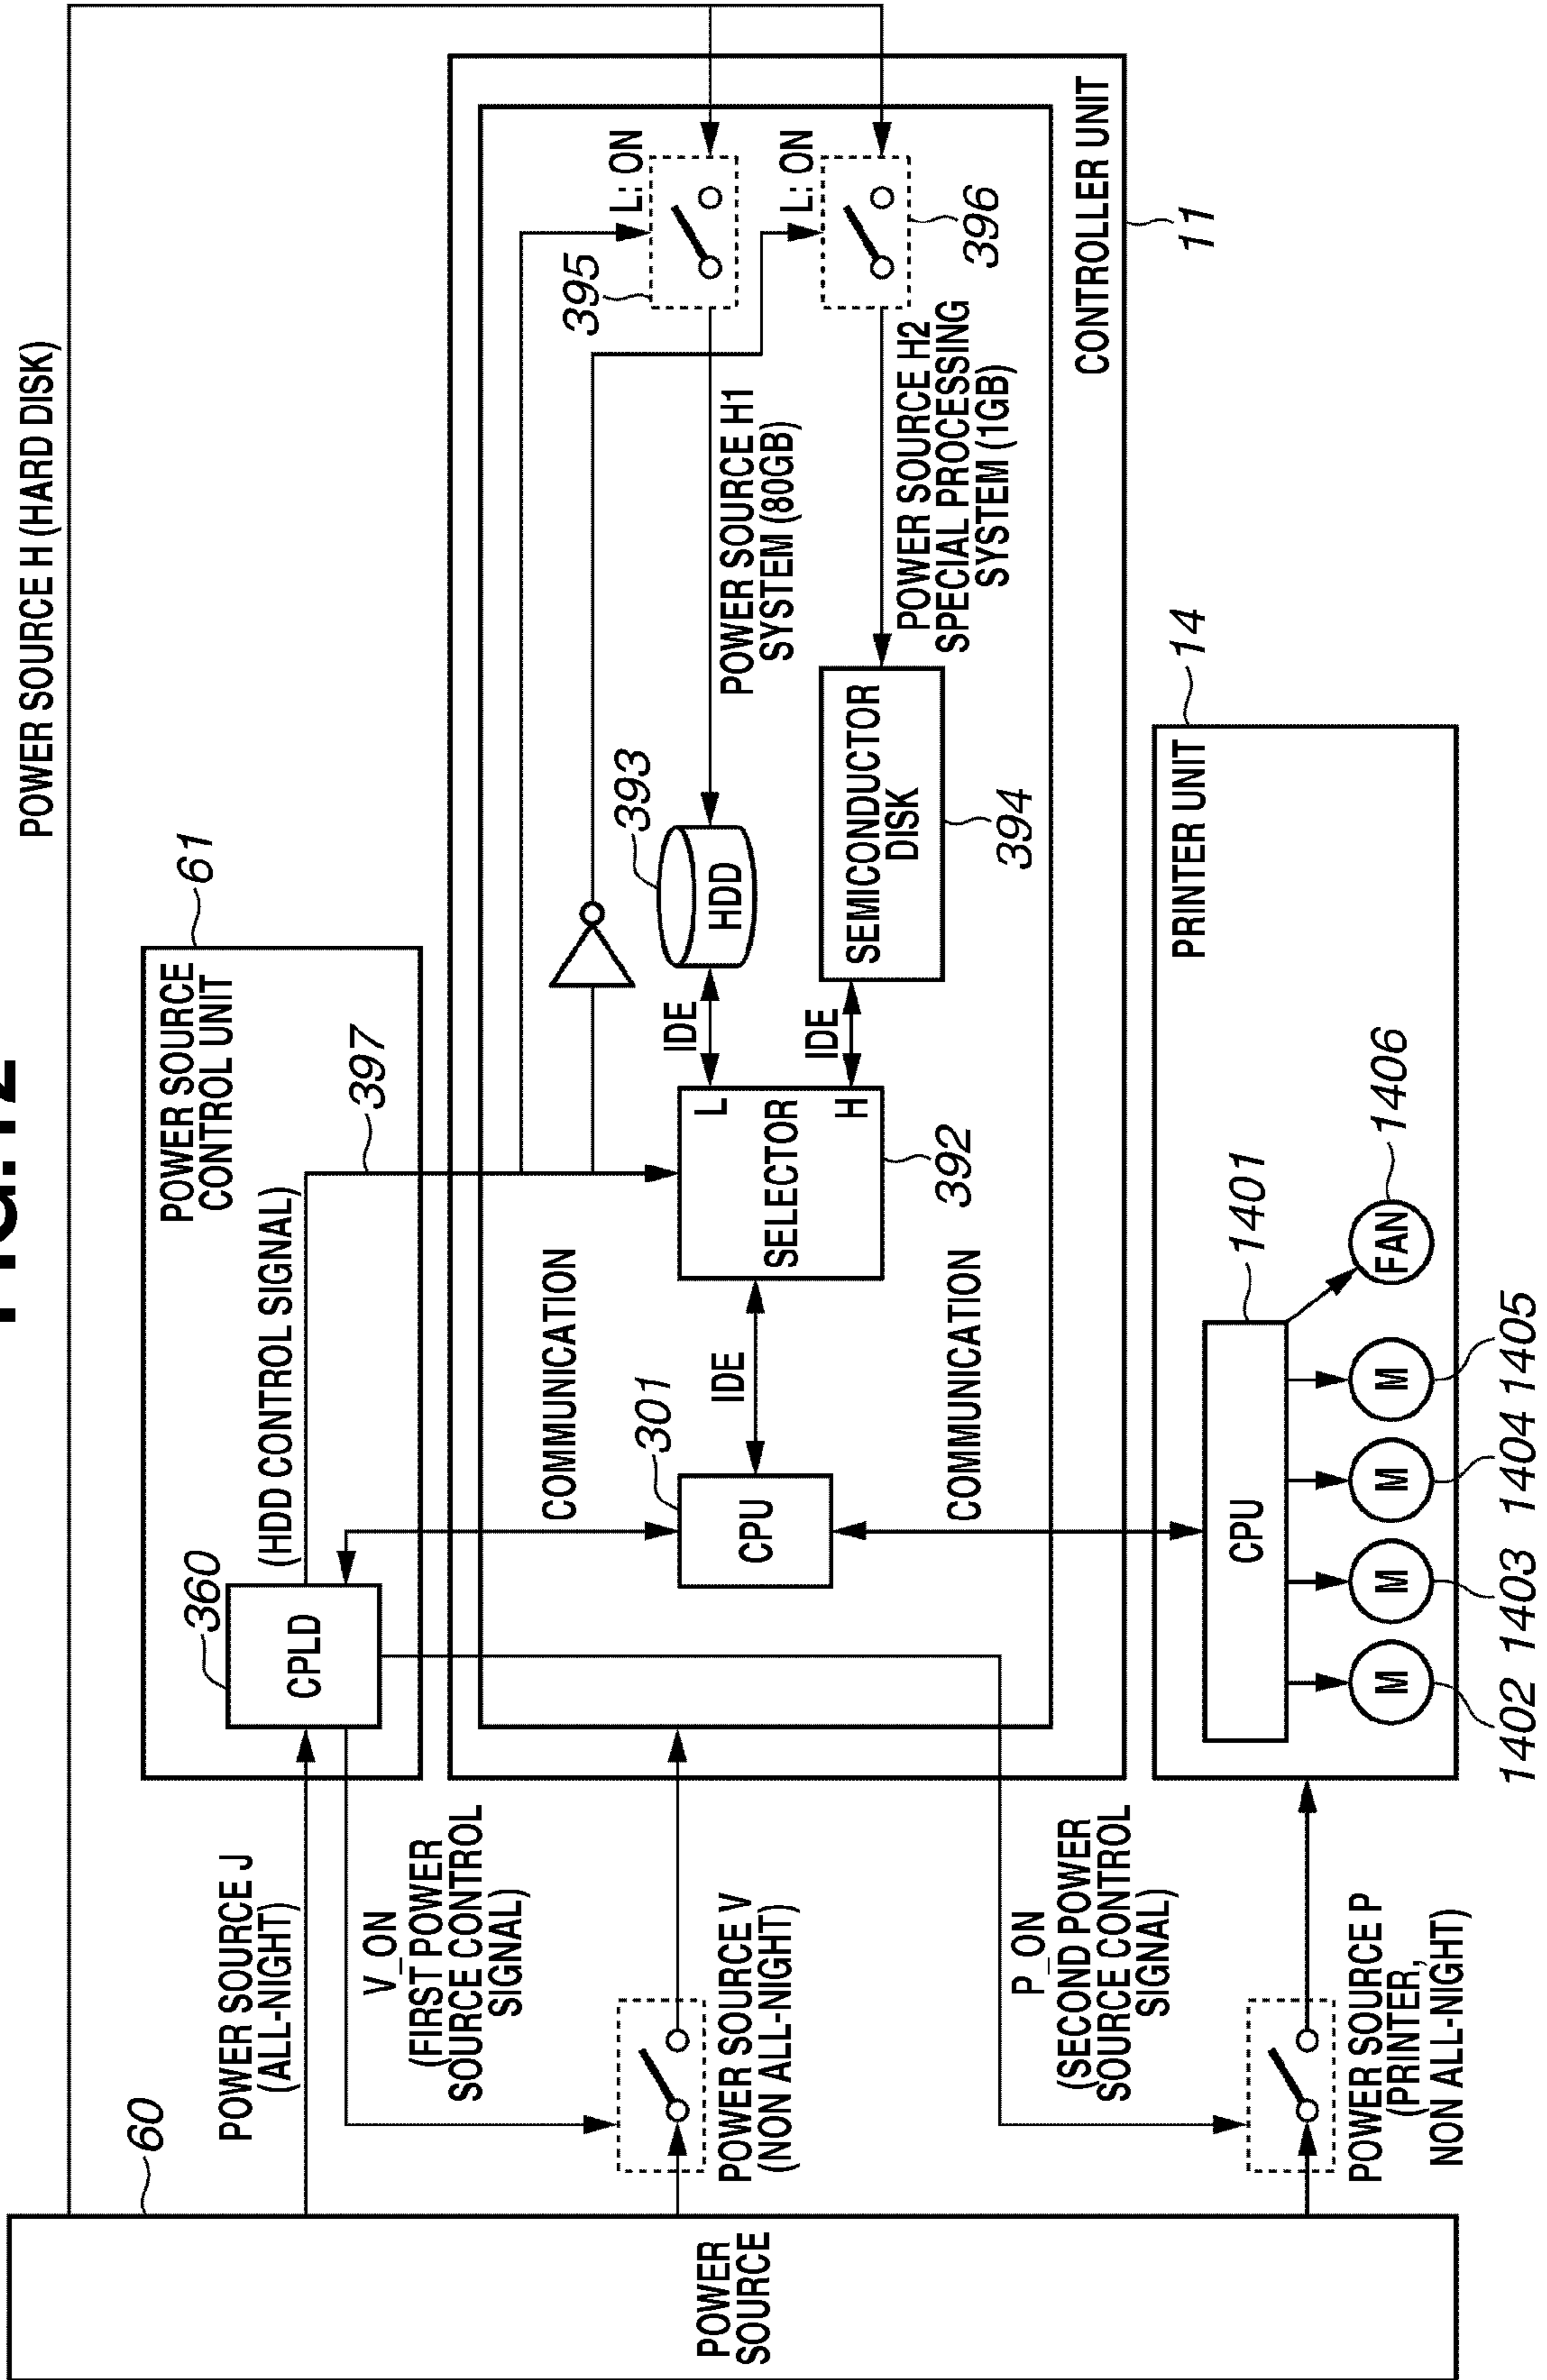 POWER SOURCE H (HARD DISK)
60
POWER
SOURCE
POWER SOURCE J
(ALL-NIGHT)
V_ON
(FIRST POWER
SOURCE CONTROL
SIGNAL)
POWER SOURCE V
(NON ALL-NIGHT)
P_ON
(SECOND POWER
SOURCE CONTROL
SIGNAL)
POWER SOURCE P
(PRINTER,
NON ALL-NIGHT)
61
POWER SOURCE
CONTROL UNIT
360
CPLD
(HDD CONTROL SIGNAL)
397
COMMUNICATION
301
CPU
IDE
COMMUNICATION
L
SELECTOR
H
392
IDE
IDE
393
HDD
SEMICONDUCTOR
DISK
394
POWER SOURCE H1
SYSTEM (80GB)
POWER SOURCE H2
SPECIAL PROCESSING
SYSTEM (1GB)
395
L: ON
L: ON
396
CONTROLLER UNIT
11
14
PRINTER UNIT
1401
CPU
M
M
M
M
FAN
1406
1402
1403
1404
1405